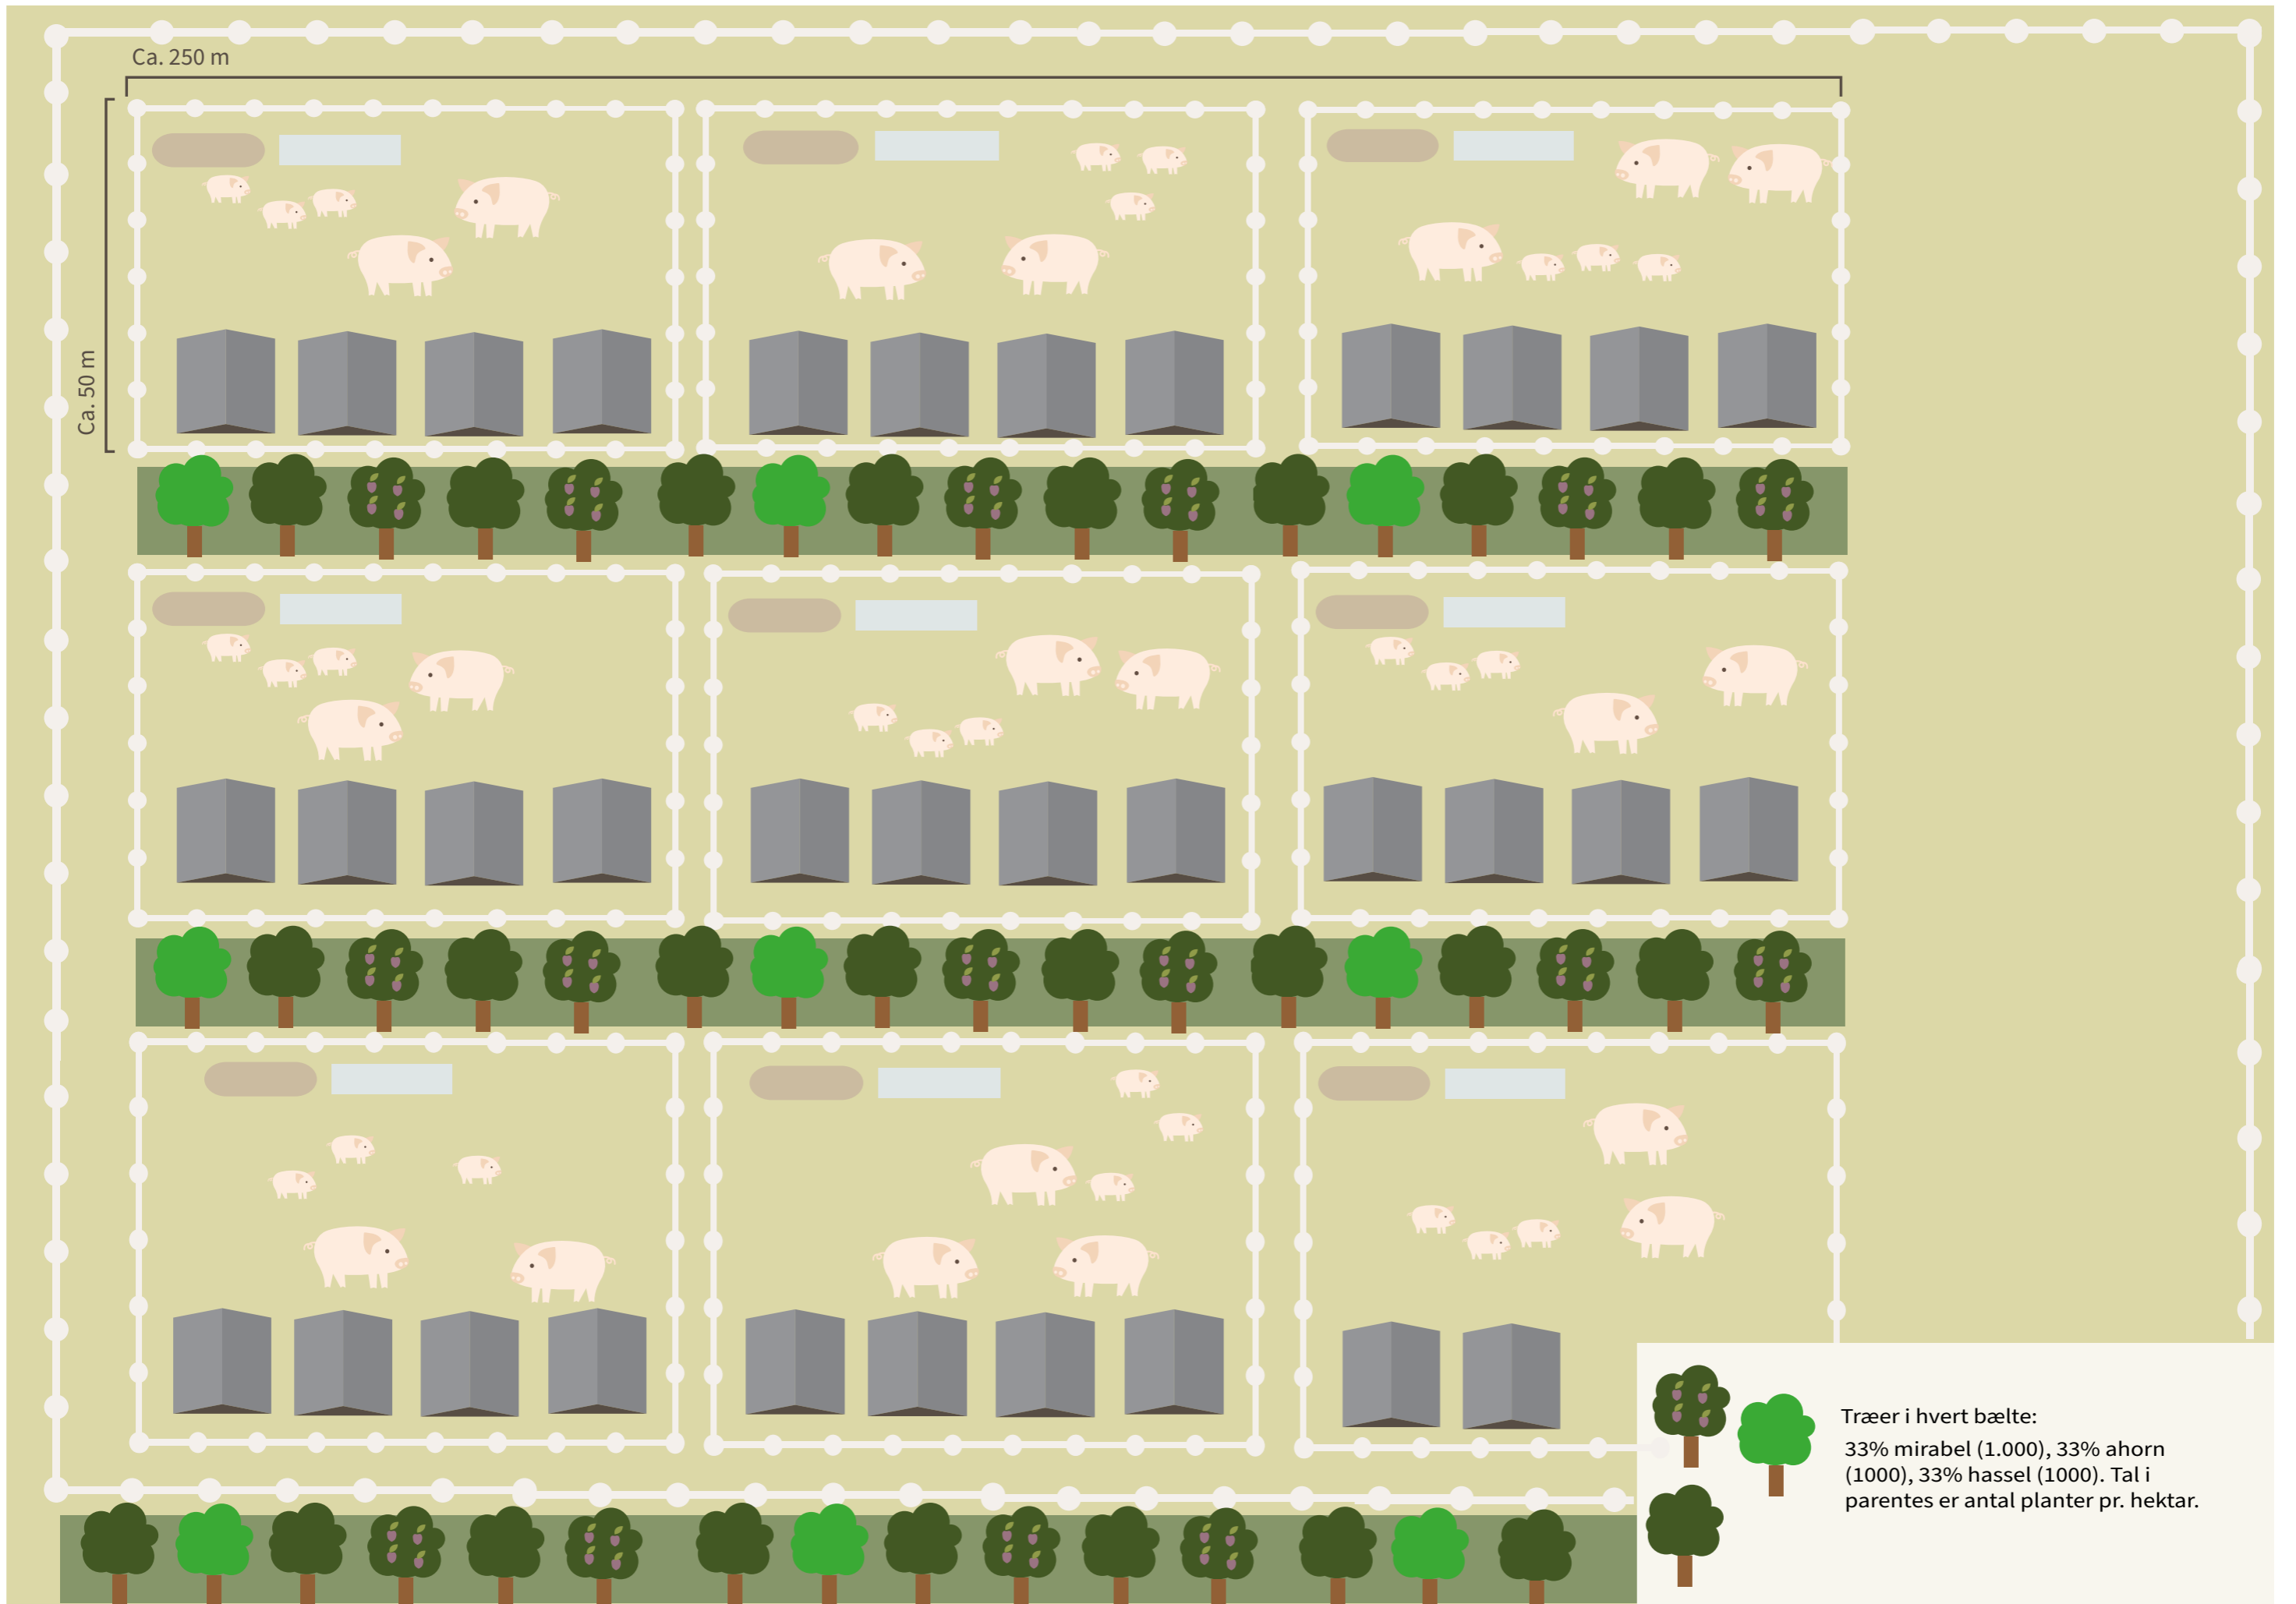 Ca. 250 m
Ca. 50 m
Træer i hvert bælte:
33% mirabel (1.000), 33% ahorn
(1000), 33% hassel (1000). Tal i
parentes er antal planter pr. hektar.